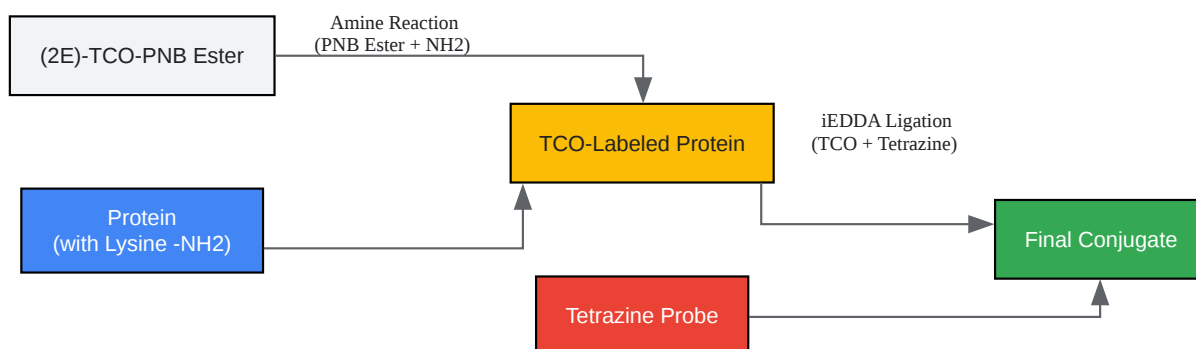 (2E)-TCO-PNB Ester
Amine Reaction
(PNB Ester + NH2)
TCO-Labeled Protein
iEDDA Ligation
(TCO + Tetrazine)
Protein
(with Lysine -NH2)
Final Conjugate
Tetrazine Probe